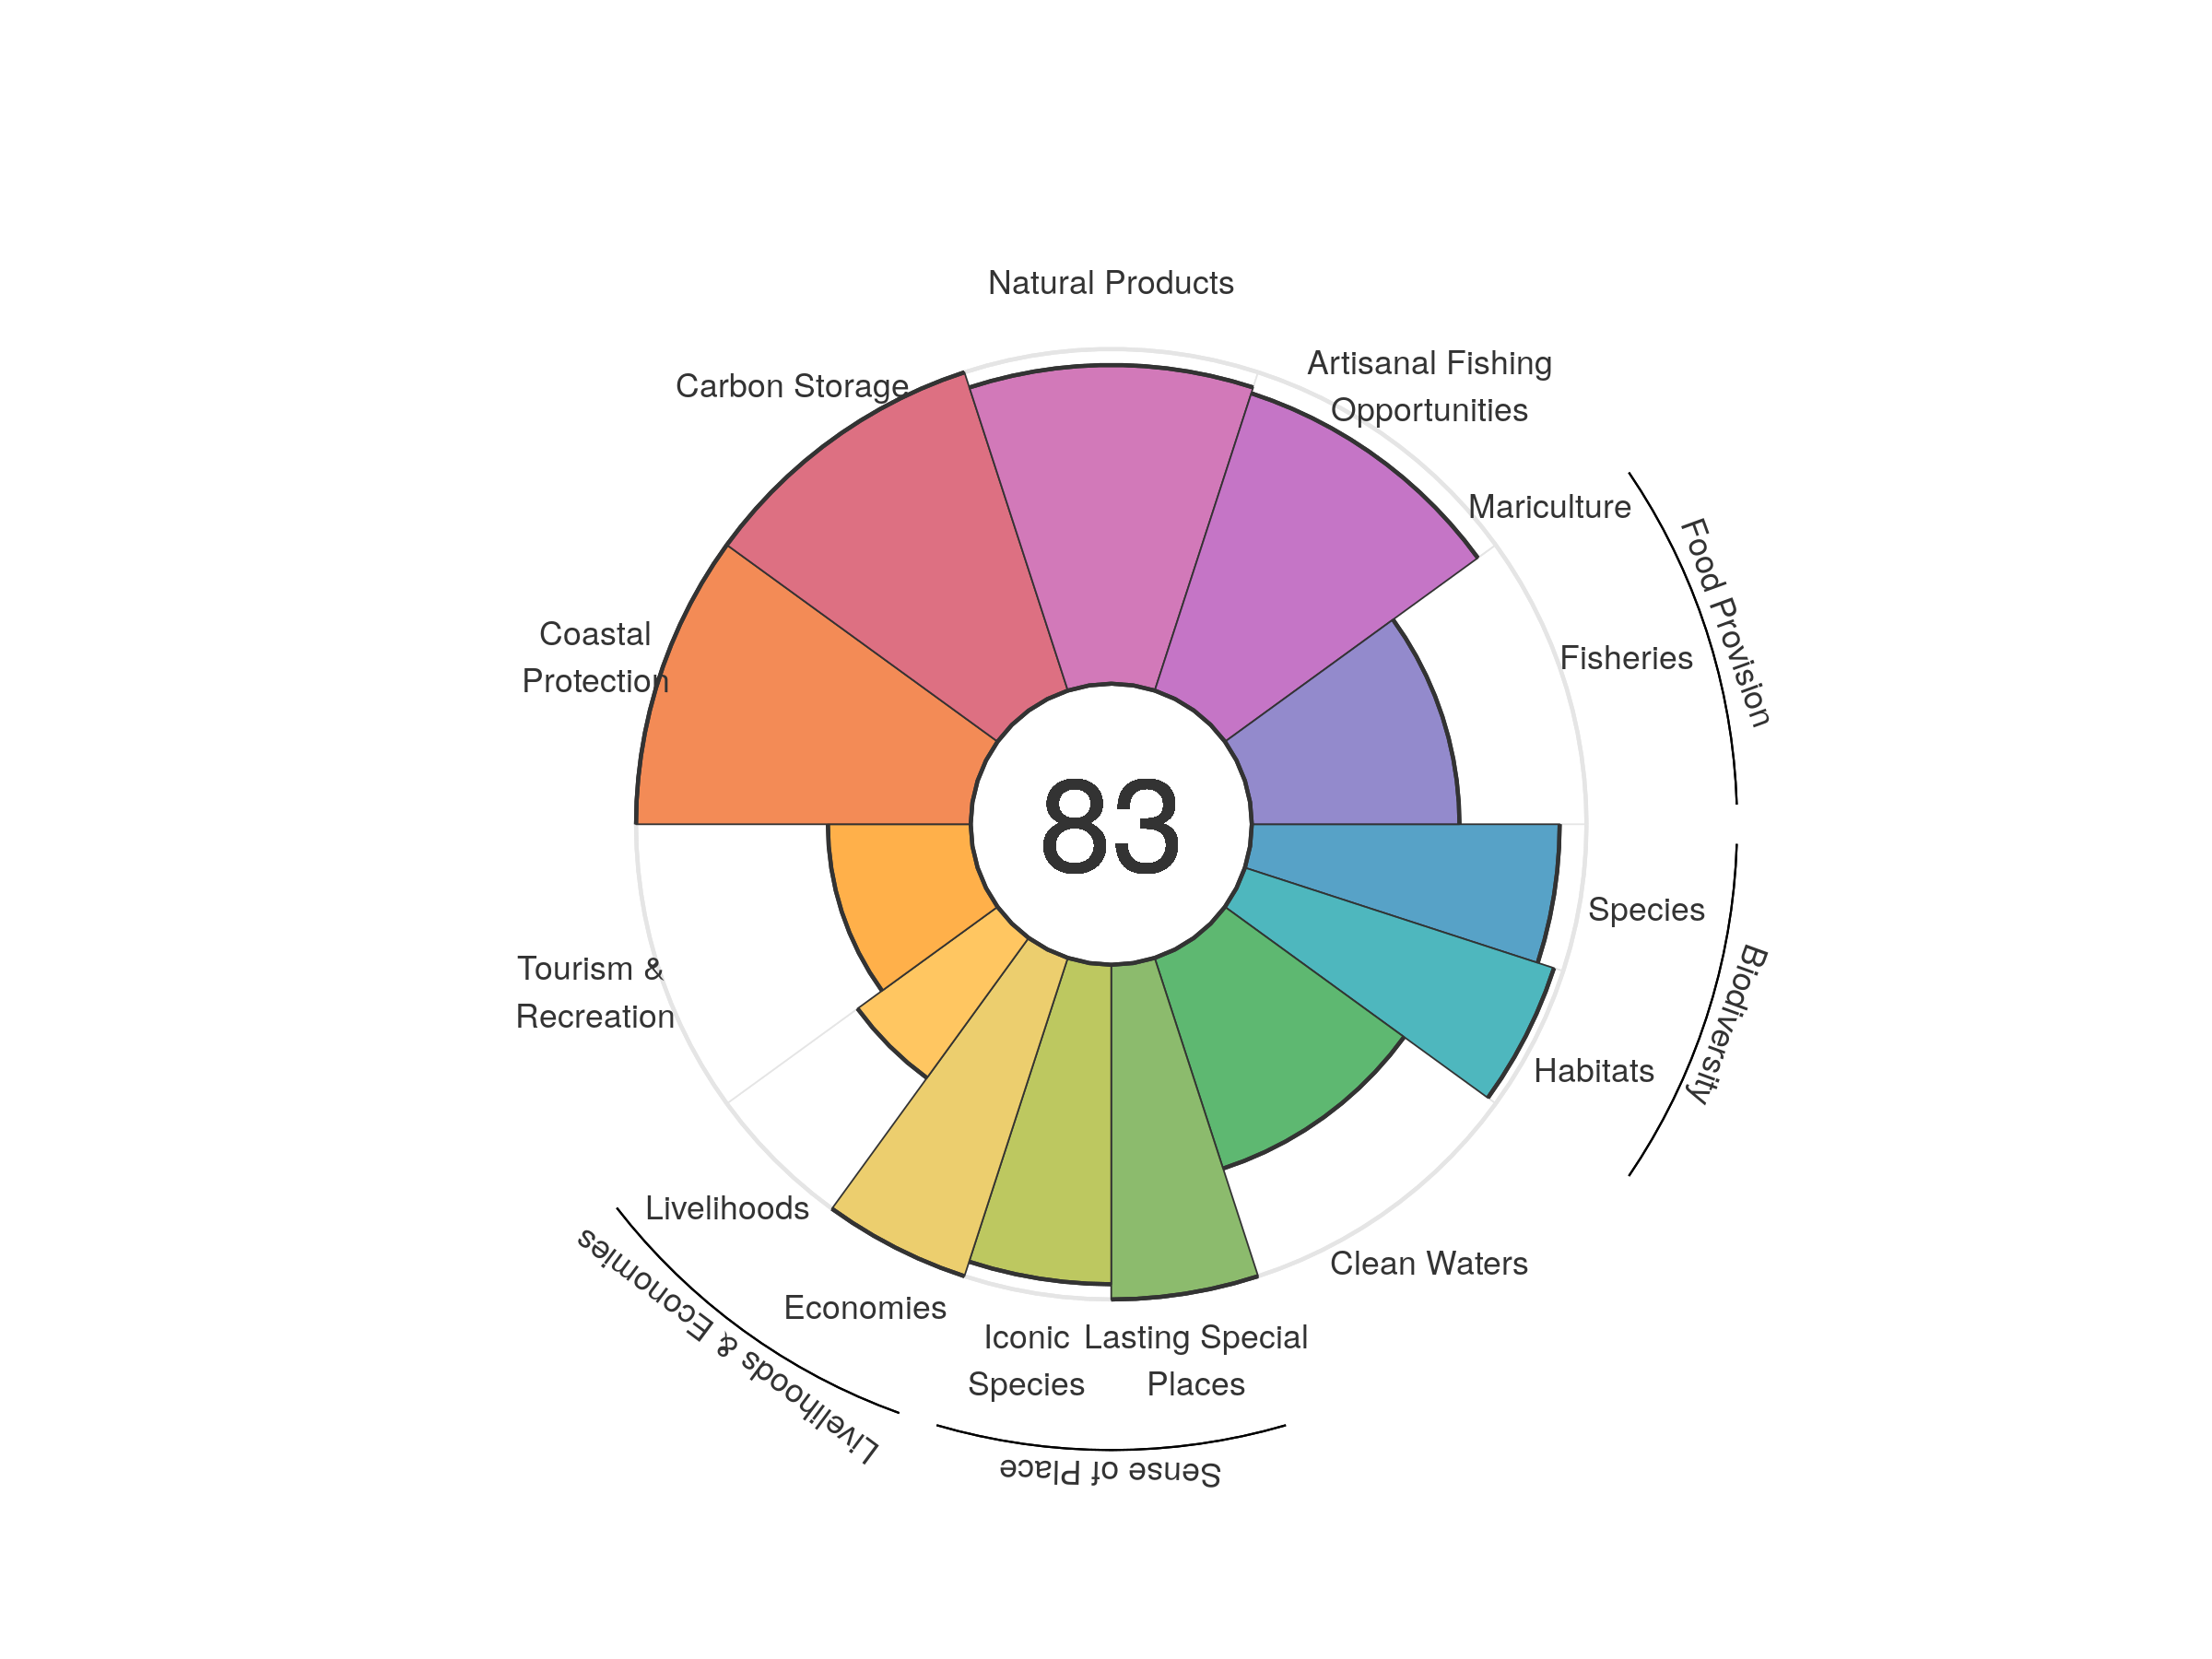 Natural Products
Artisanal Fishing
Opportunities
Carbon Storage
Mariculture
Food Provision
Fisheries
Coastal
Protection
83
Species
Biodiversity
Habitats
Tourism &
Recreation
Livelihoods
Livelihoods & Economies
Economies
Clean Waters
Iconic
Species
Lasting Special
Places
Sense of Place